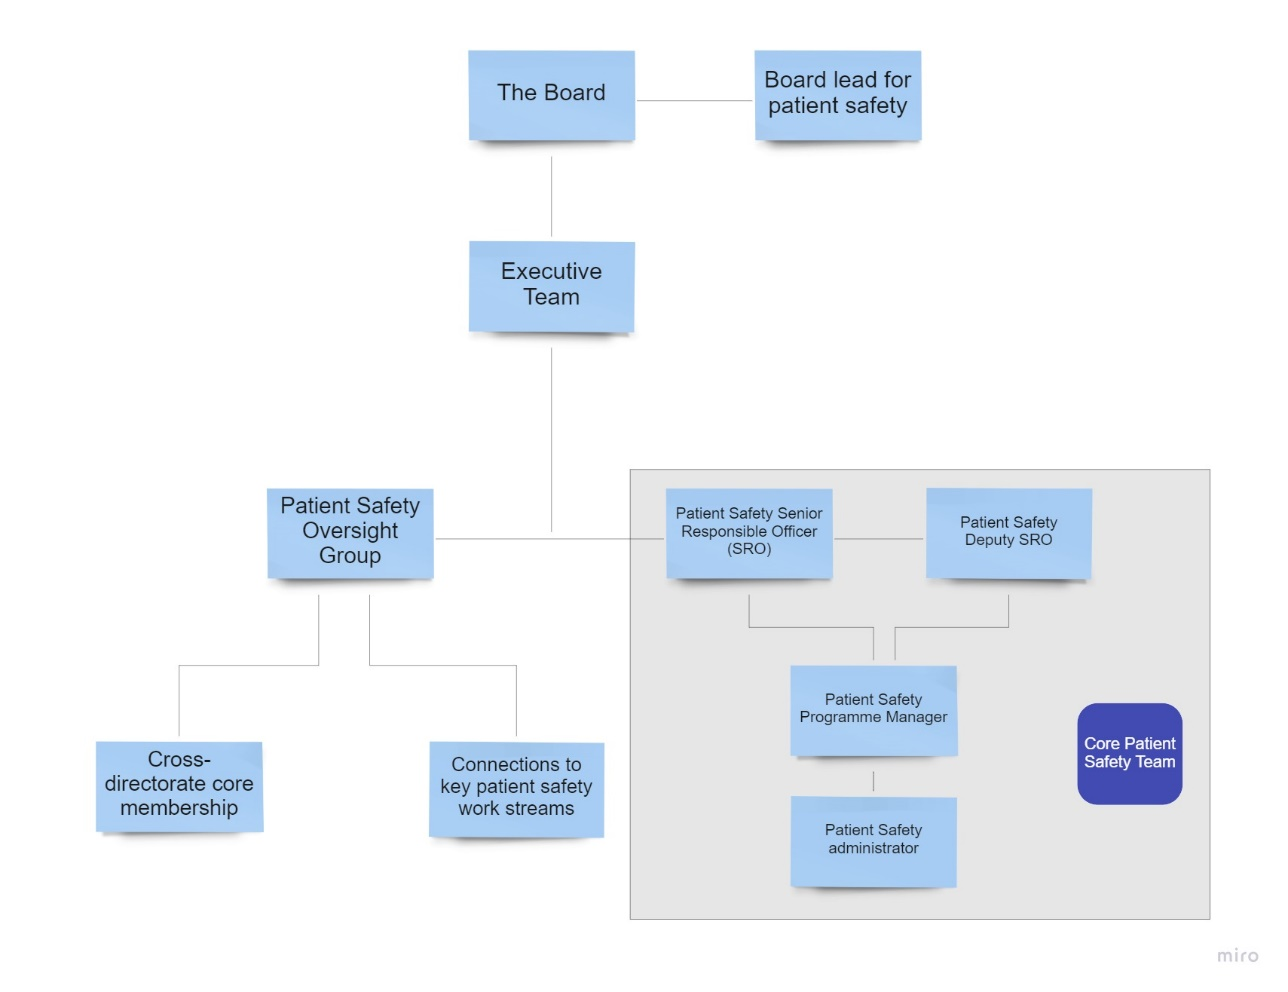 The Board
Board lead for
patient safety
Executive
Team
Patient Safety
Oversight
Group
Patient Safety Senior
Responsible Officer
(SRO)
Patient Safety
Deputy SRO
Patient Safety
Programme Manager
Core Patient
Safety Team
Cross-
directorate core
membership
Connections to
key patient safety
work streams
Patient Safety
administrator
miro